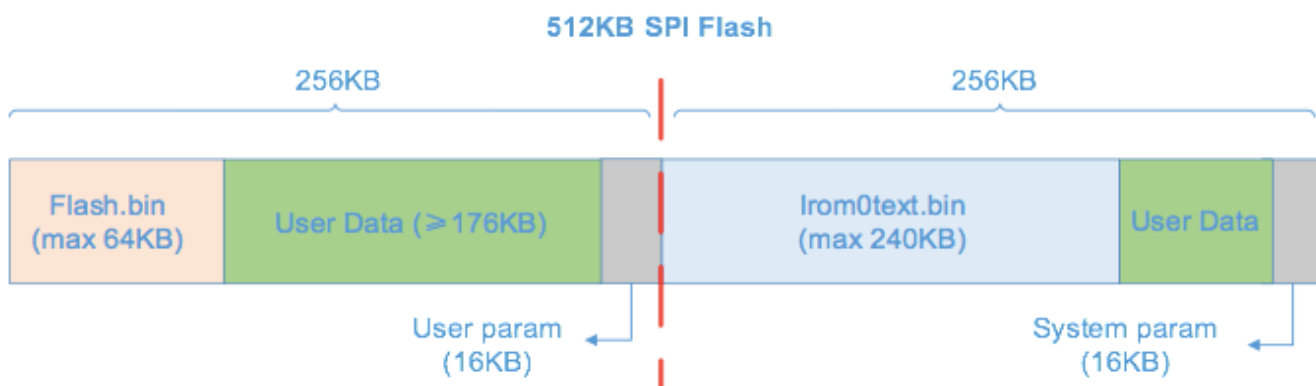 512KB SPI Flash
256KB
256KB
Flash.bin
(max 64KB)
User Data (≥176KB)
Irom0text.bin
(max 240KB)
User Data
User param
(16KB)
System param
(16KB)